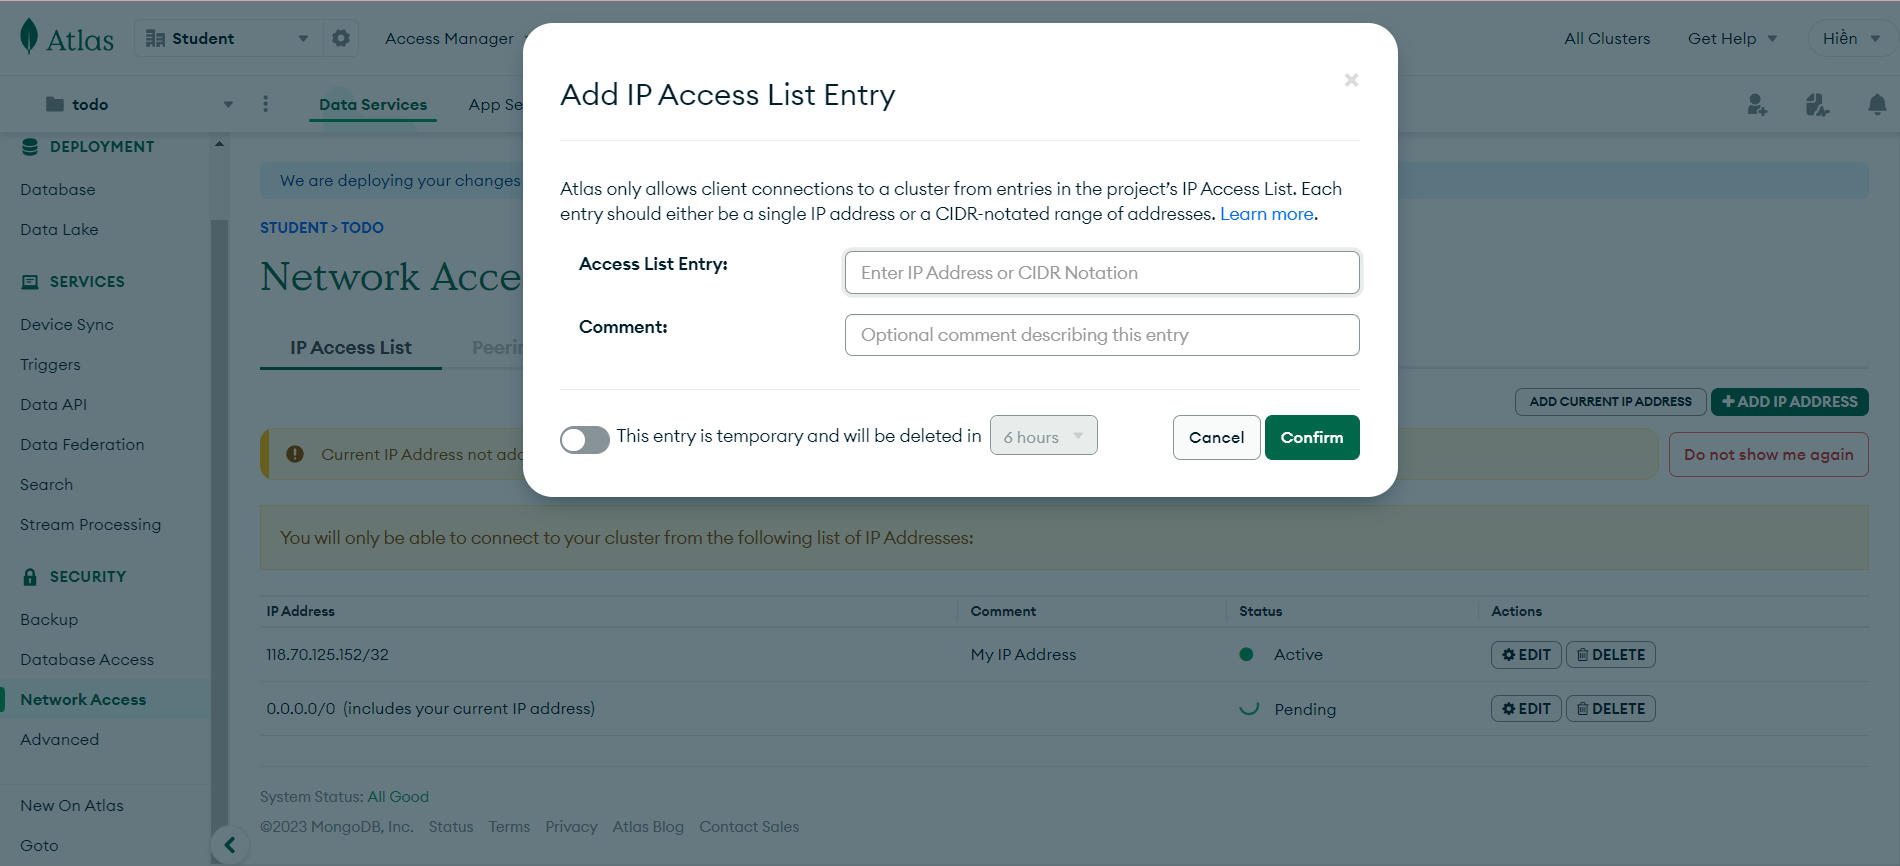 Atlas
Student
Access Manager
All Clusters
Get Help
Hiền
todo
Data Services
App Se
DEPLOYMENT
Database
Data Lake
SERVICES
Device Sync
Triggers
Data API
Data Federation
Search
Stream Processing
SECURITY
Backup
Database Access
Network Access
Advanced
New On Atlas
Goto
We are deploying your changes
STUDENT > TODO
Network Acce
IP Access List
Peerin
ADD CURRENT IP ADDRESS
+ ADD IP ADDRESS
Current IP Address not add
Do not show me again
Add IP Access List Entry
×
Atlas only allows client connections to a cluster from entries in the project’s IP Access List. Each
entry should either be a single IP address or a CIDR-notated range of addresses. Learn more.
Access List Entry:
Enter IP Address or CIDR Notation
Comment:
Optional comment describing this entry
This entry is temporary and will be deleted in
6 hours
Cancel
Confirm
You will only be able to connect to your cluster from the following list of IP Addresses:
IP Address
Comment
Status
Actions
118.70.125.152/32
My IP Address
Active
EDIT
DELETE
0.0.0.0/0 (includes your current IP address)
Pending
EDIT
DELETE
System Status: All Good
©2023 MongoDB, Inc.
Status
Terms
Privacy
Atlas Blog
Contact Sales